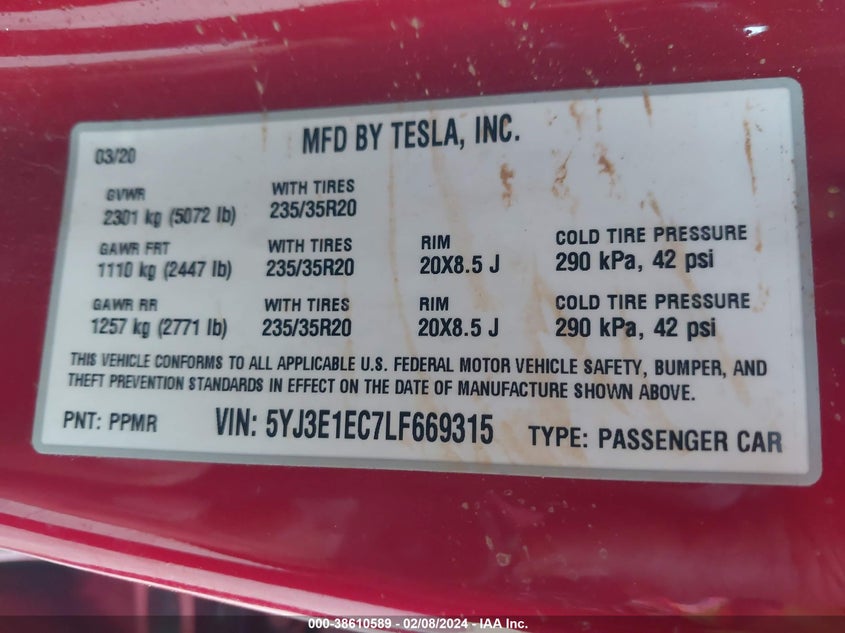 MFD BY TESLA, INC.
03/20
GVWR
2301 kg (5072 lb)
WITH TIRES
235/35R20
GAWR FRT
1110 kg (2447 lb)
WITH TIRES
235/35R20
RIM
20X8.5 J
COLD TIRE PRESSURE
290 kPa, 42 psi
GAWR RR
1257 kg (2771 lb)
WITH TIRES
235/35R20
RIM
20X8.5 J
COLD TIRE PRESSURE
290 kPa, 42 psi
THIS VEHICLE CONFORMS TO ALL APPLICABLE U.S. FEDERAL MOTOR VEHICLE SAFETY, BUMPER, AND
THEFT PREVENTION STANDARDS IN EFFECT ON THE DATE OF MANUFACTURE SHOWN ABOVE.
PNT: PPMR VIN: 5YJ3E1EC7LF669315 TYPE: PASSENGER CAR
000-38610589 - 02/08/2024 - IAA Inc.